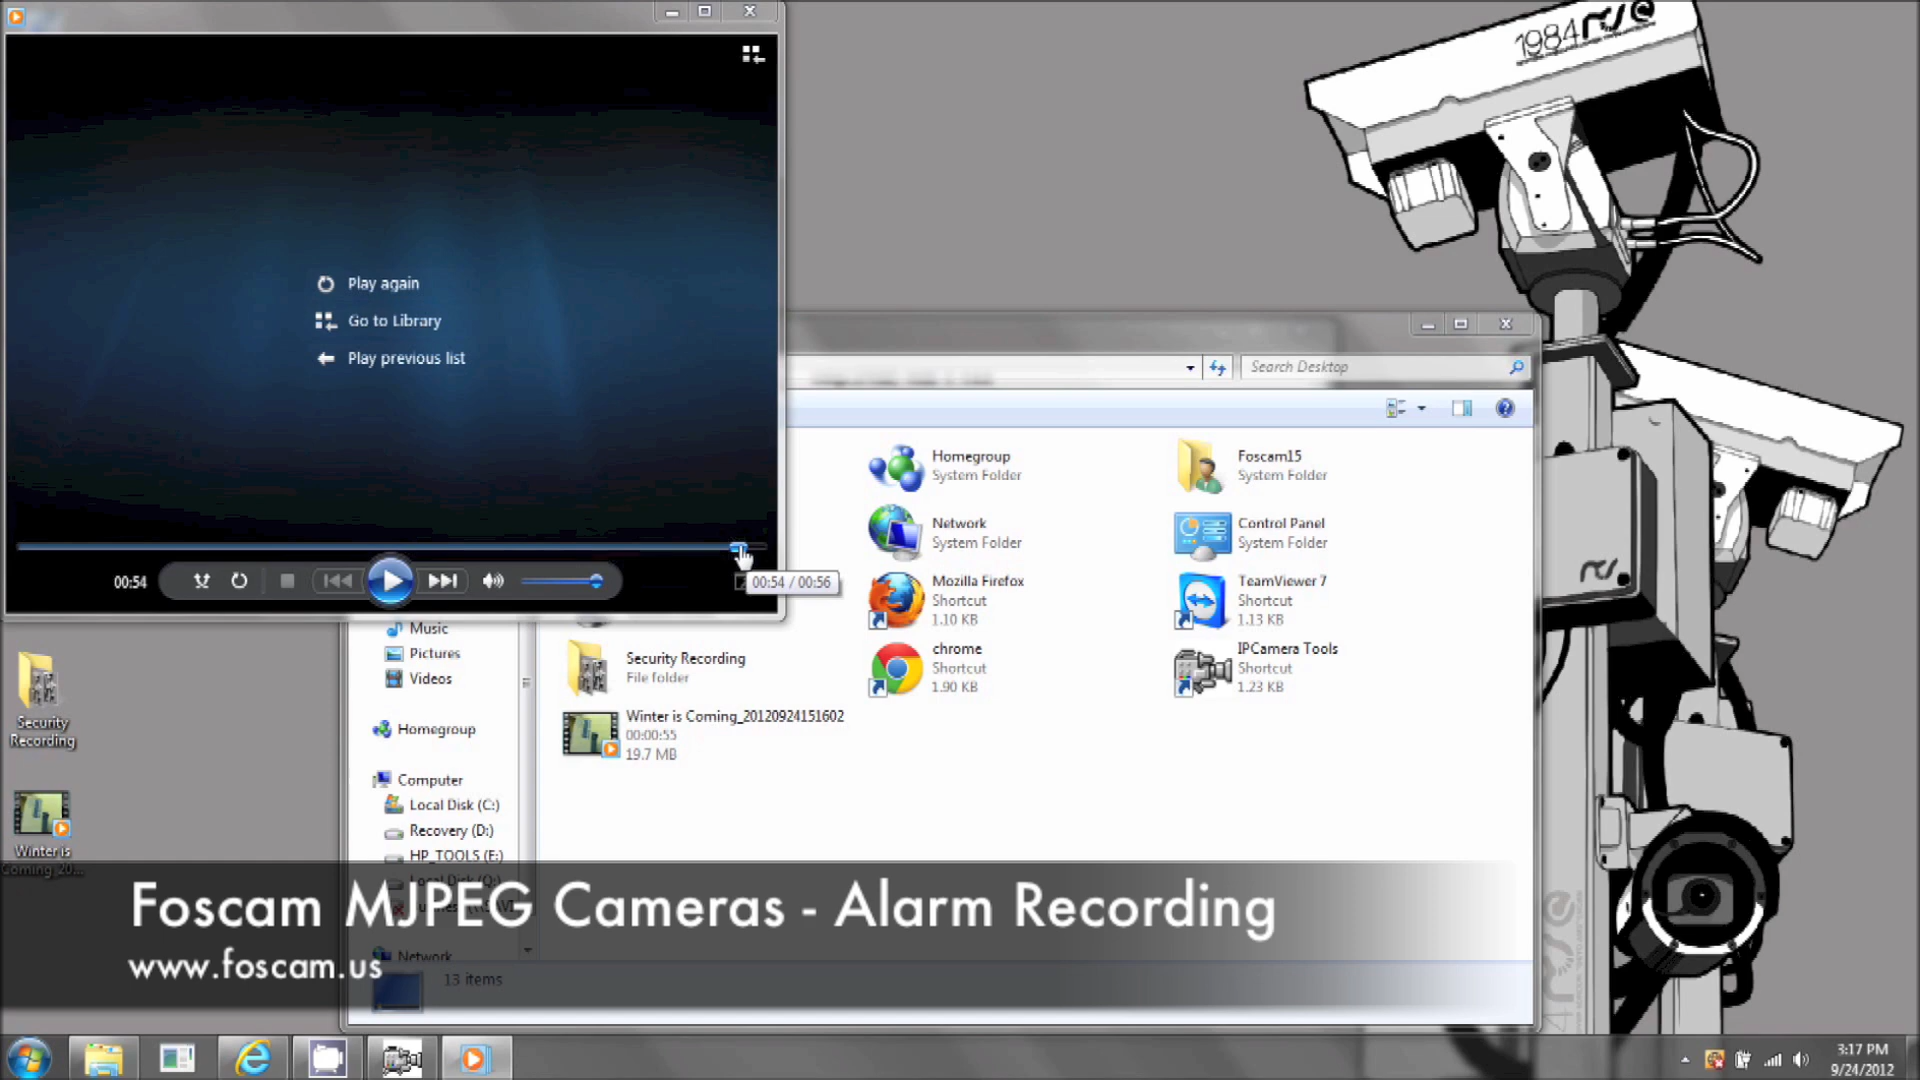 1984
Play again
Go to Library
Play previous list
00:54
00:54 / 00:56
Search Desktop
Homegroup
System Folder
Foscam15
System Folder
Network
System Folder
Control Panel
System Folder
Mozilla Firefox
Shortcut
1.10 KB
TeamViewer 7
Shortcut
1.13 KB
Security Recording
File folder
chrome
Shortcut
1.90 KB
IPCamera Tools
Shortcut
1.23 KB
Winter is Coming_20120924151602
00:00:55
19.7 MB
Music
Pictures
Videos
Homegroup
Computer
Local Disk (C:)
Recovery (D:)
HP_TOOLS (E:)
Local Disk (Q:)
Network
13 items
Security
Recording
Winter is
Coming_20...
Foscam MJPEG Cameras - Alarm Recording
www.foscam.us
3:17 PM
9/24/2012